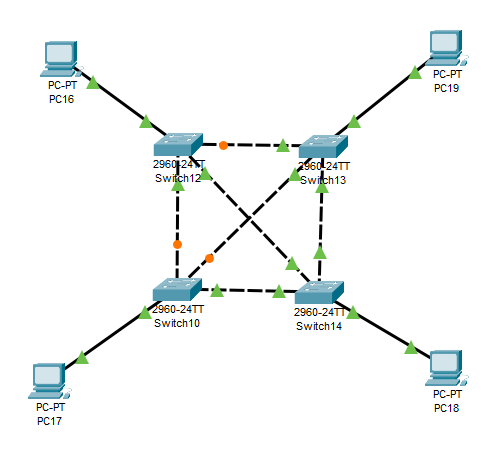 PC-PT
PC16
PC-PT
PC19
2960-24TT
Switch12
2960-24TT
Switch13
2960-24TT
Switch10
2960-24TT
Switch14
PC-PT
PC17
PC-PT
PC18